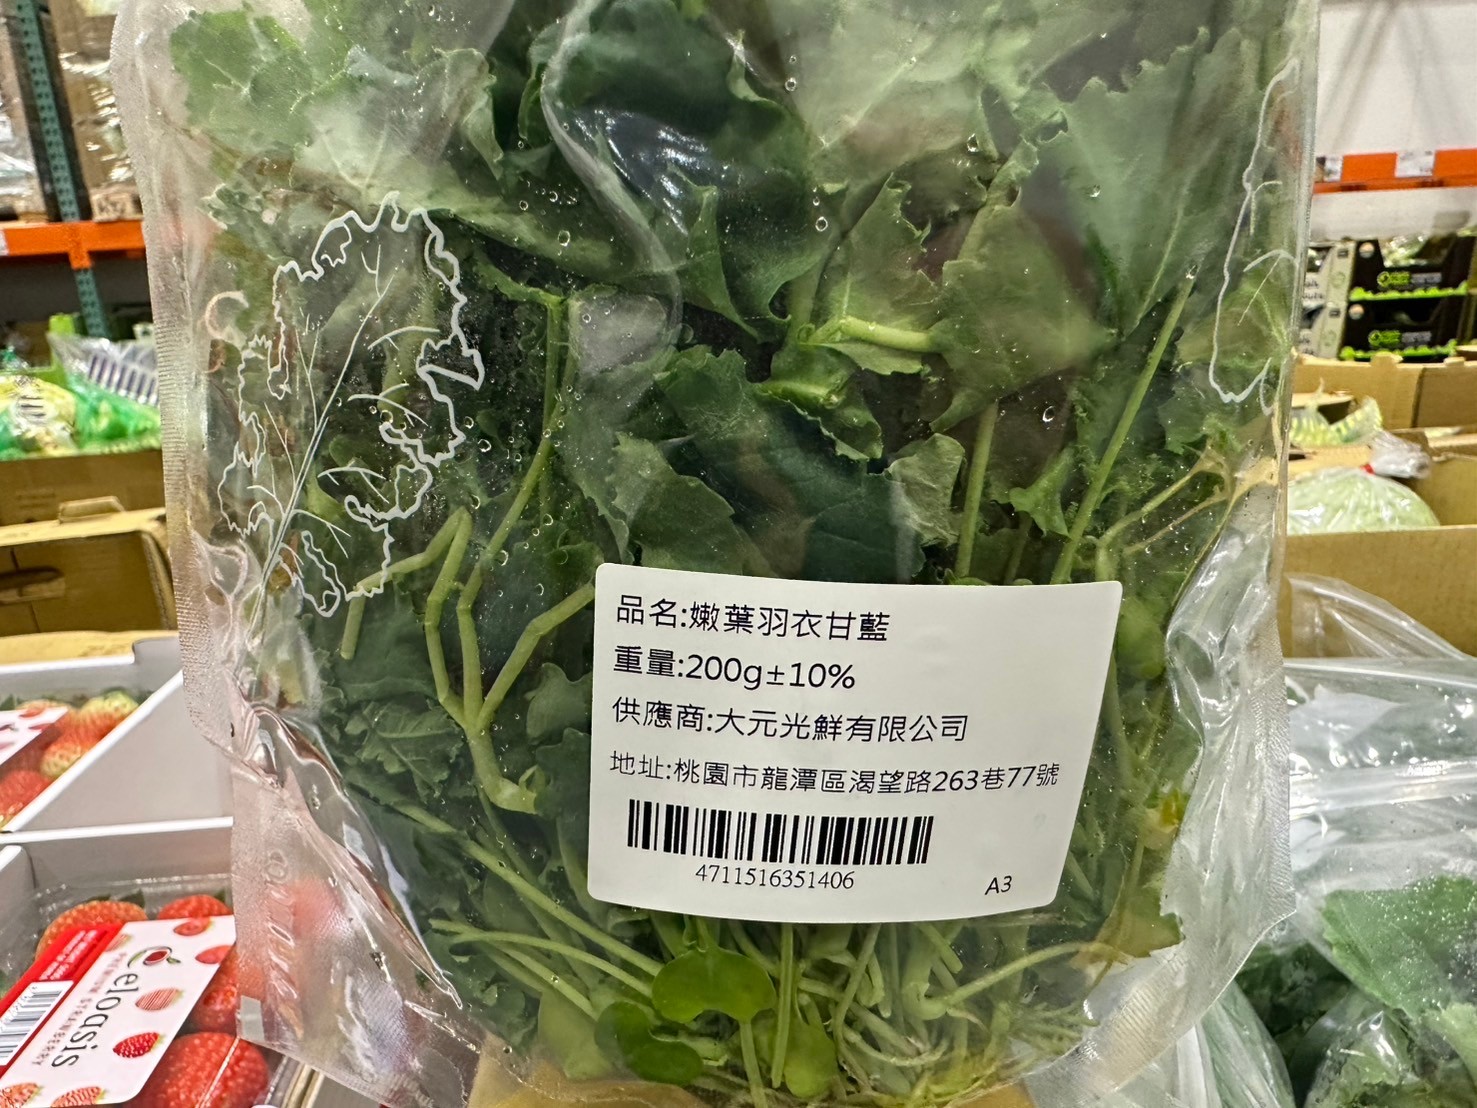 品名:嫩葉羽衣甘藍
重量:200g±10%
供應商:大元光鮮有限公司
地址:桃園市龍潭區渴望路263巷77號
4711516351406
A3
eloasis
PREMIUM STRAWBERRY